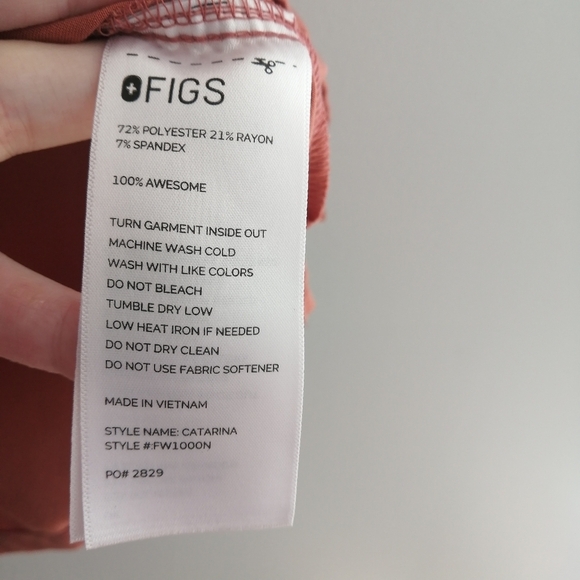 FIGS
72% POLYESTER 21% RAYON
7% SPANDEX
100% AWESOME
TURN GARMENT INSIDE OUT
MACHINE WASH COLD
WASH WITH LIKE COLORS
DO NOT BLEACH
TUMBLE DRY LOW
LOW HEAT IRON IF NEEDED
DO NOT DRY CLEAN
DO NOT USE FABRIC SOFTENER
MADE IN VIETNAM
STYLE NAME: CATARINA
STYLE #:FW1000N
PO# 2829